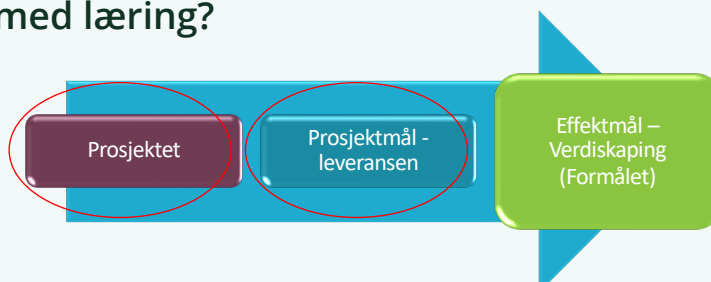 med læring?
Prosjektet
Prosjektmål -
leveransen
Effektmål –
Verdiskaping
(Formålet)